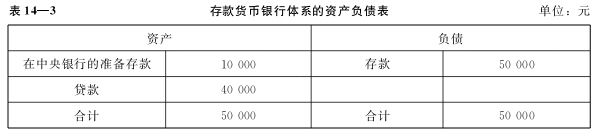 表14—3 存款货币银行体系的资产负债表 单位：元
资产 负债
在中央银行的准备存款 10 000 存款 50 000
贷款 40 000
合计 50 000 合计 50 000